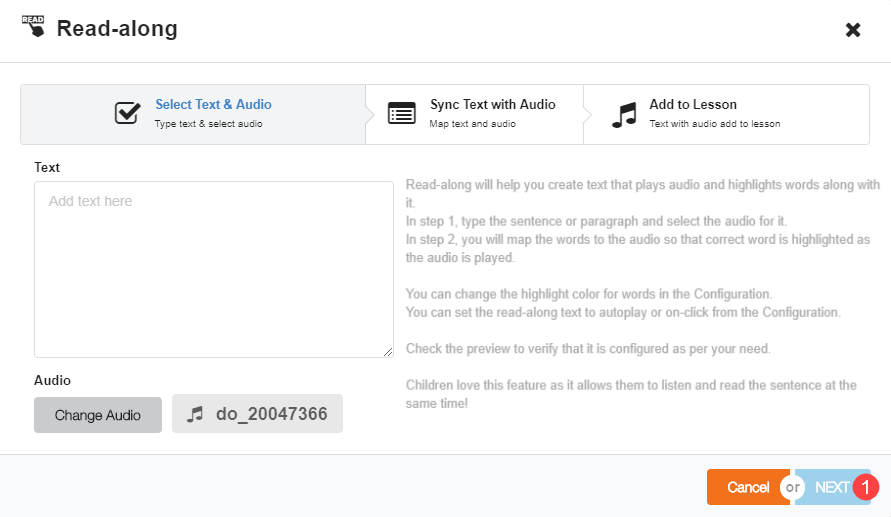 READ
Read-along
Select Text & Audio
Type text & select audio
Sync Text with Audio
Map text and audio
Add to Lesson
Text with audio add to lesson
Text
Add text here
Read-along will help you create text that plays audio and highlights words along with
it.
In step 1, type the sentence or paragraph and select the audio for it.
In step 2, you will map the words to the audio so that correct word is highlighted as
the audio is played.
You can change the highlight color for words in the Configuration.
You can set the read-along text to autoplay or on-click from the Configuration.
Check the preview to verify that it is configured as per your need.
Children love this feature as it allows them to listen and read the sentence at the
same time!
Audio
Change Audio
do_20047366
Cancel or NEXT 1